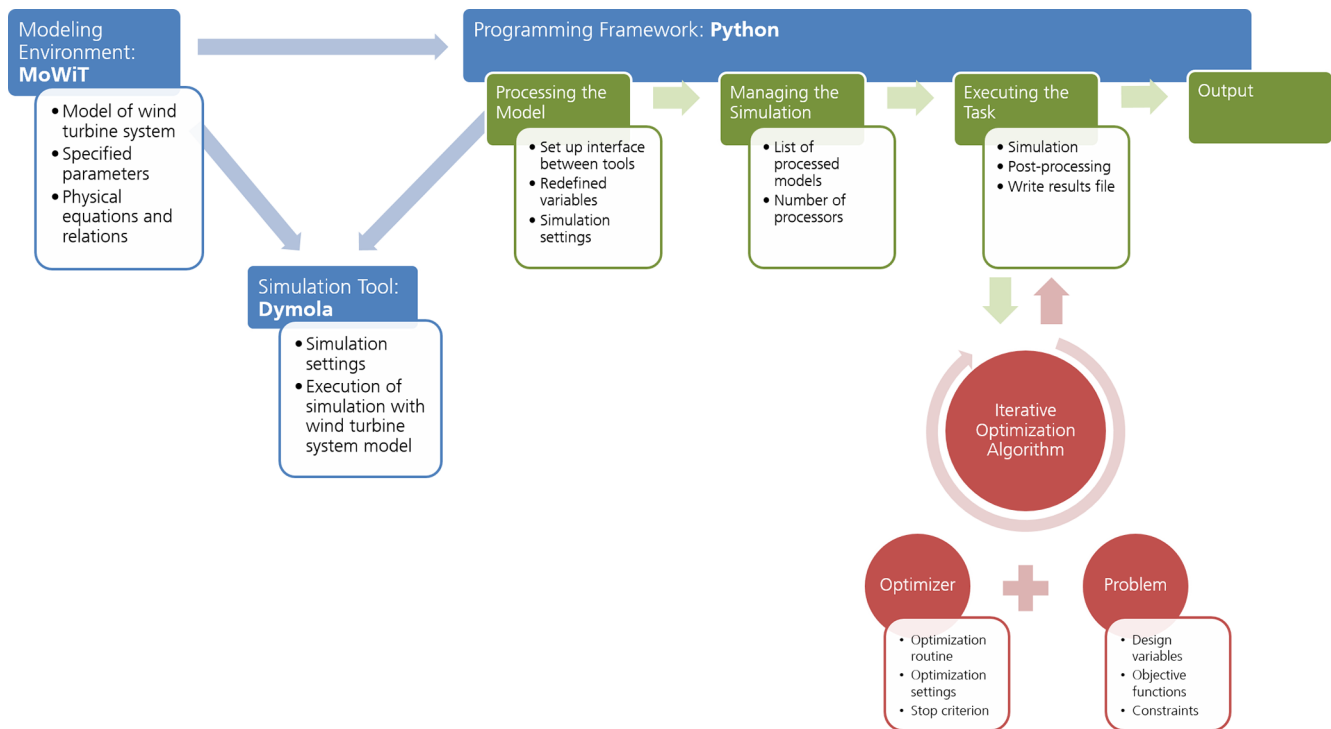 Modeling
Environment:
MoWiT
• Model of wind
turbine system
• Specified
parameters
• Physical
equations and
relations
Programming Framework: Python
Processing the
Model
• Set up interface
between tools
• Redefined
variables
• Simulation
settings
Managing the
Simulation
• List of
processed
models
• Number of
processors
Executing the
Task
• Simulation
• Post-processing
• Write results file
Output
Simulation Tool:
Dymola
• Simulation
settings
• Execution of
simulation with
wind turbine
system model
Iterative
Optimization
Algorithm
Optimizer
• Optimization
routine
• Optimization
settings
• Stop criterion
Problem
• Design
variables
• Objective
functions
• Constraints